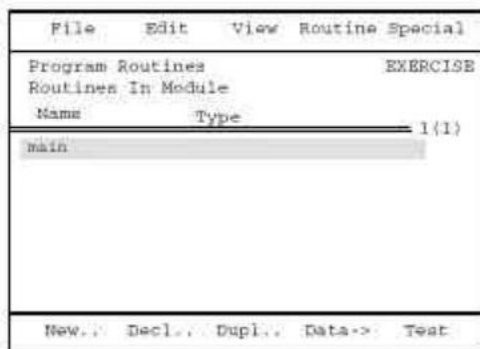 File Edit View Routine Special
Program Routines EXERCISE
Routines In Module
Name Type
1(1)
main
New.. Decl.. Dupl.. Data-> Test